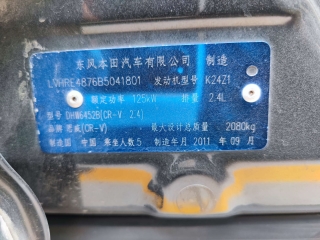 东风本田汽车有限公司 制造
LVHRE4876B5041801 发动机型号 K24Z1
额定功率 125kW 排量 2.4L
型号 DHW6452B(CR-V 2.4)
品牌 思威(CR-V) 最大设计总质量 2080kg
制造国 中国 乘坐人数 5 制造年月 2011 年 09 月